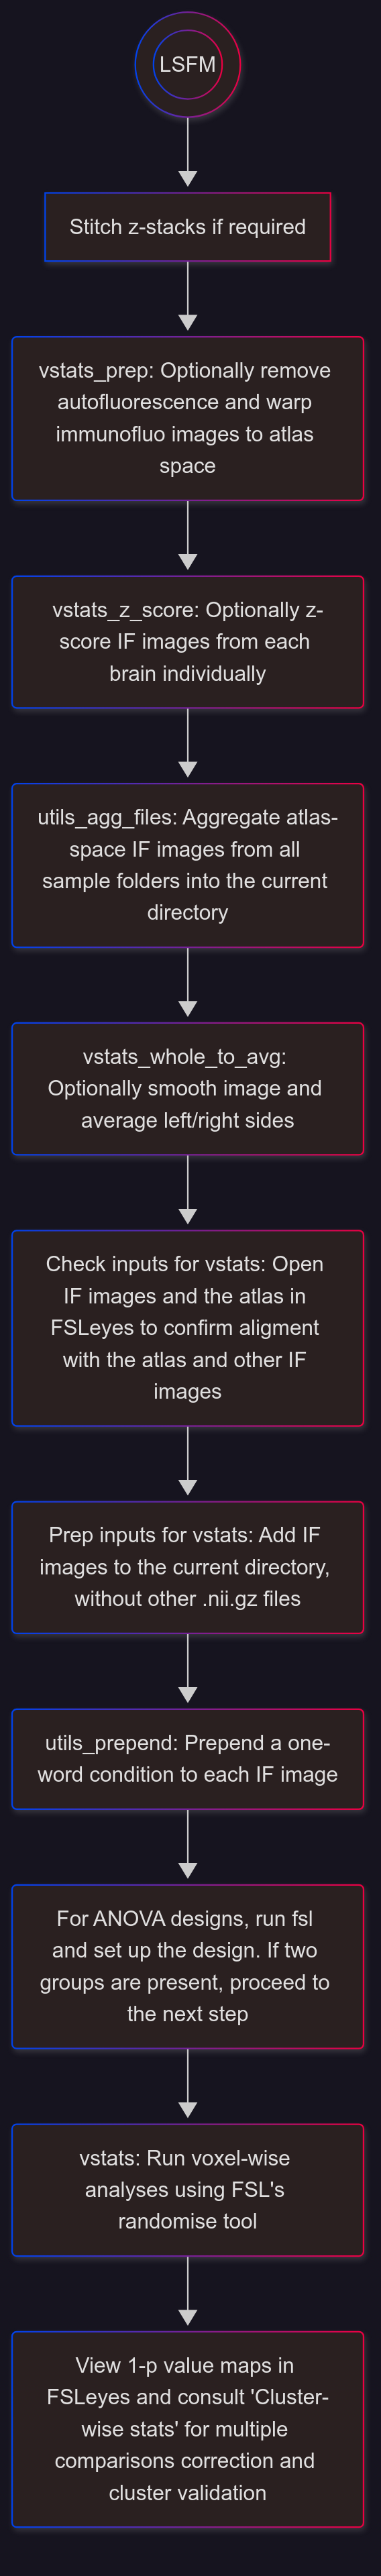 LSFM
Stitch z-stacks if required
vstats_prep: Optionally remove
autofluorescence and warp
immunofluo images to atlas
space
vstats_z_score: Optionally z-
score IF images from each
brain individually
utils_agg_files: Aggregate atlas-
space IF images from all
sample folders into the current
directory
vstats_whole_to_avg:
Optionally smooth image and
average left/right sides
Check inputs for vstats: Open
IF images and the atlas in
FSLeyes to confirm aligment
with the atlas and other IF
images
Prep inputs for vstats: Add IF
images to the current directory,
without other .nii.gz files
utils_prepend: Prepend a one-
word condition to each IF image
For ANOVA designs, run fsl
and set up the design. If two
groups are present, proceed to
the next step
vstats: Run voxel-wise
analyses using FSL's
randomise tool
View 1-p value maps in
FSLeyes and consult 'Cluster-
wise stats' for multiple
comparisons correction and
cluster validation